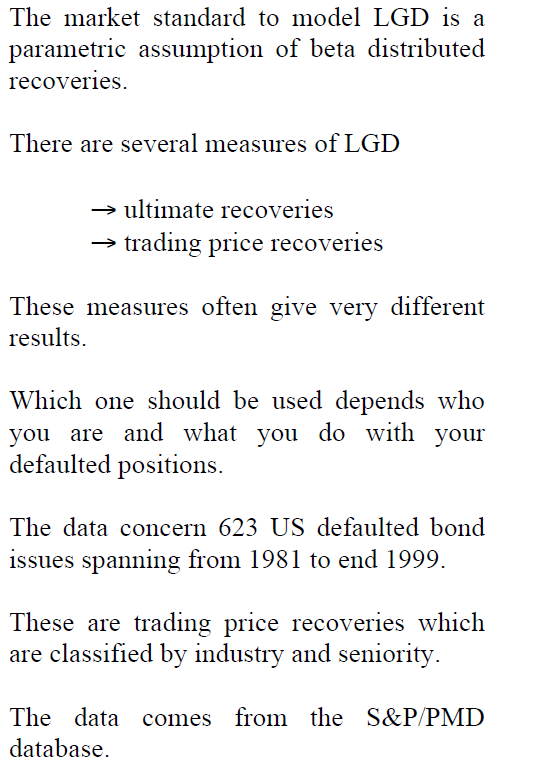 The market standard to model LGD is a
parametric assumption of beta distributed
recoveries.
There are several measures of LGD
→ ultimate recoveries
→ trading price recoveries
These measures often give very different
results.
Which one should be used depends who
you are and what you do with your
defaulted positions.
The data concern 623 US defaulted bond
issues spanning from 1981 to end 1999.
These are trading price recoveries which
are classified by industry and seniority.
The data comes from the S&P/PMD
database.